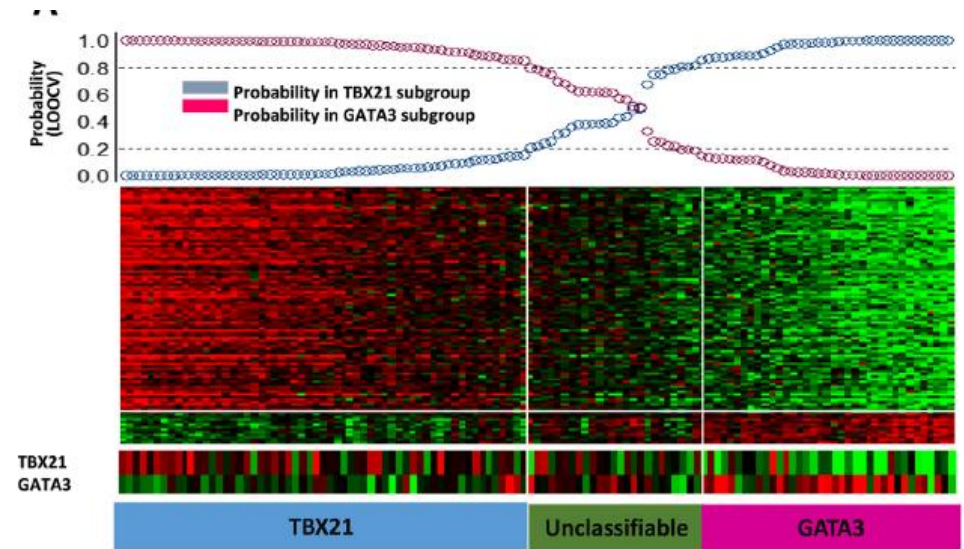 1.0
0.8
0.6
0.4
0.2
0.0
Probability
(LOOCV)
Probability in TBX21 subgroup
Probability in GATA3 subgroup
TBX21
GATA3
TBX21 Unclassifiable GATA3